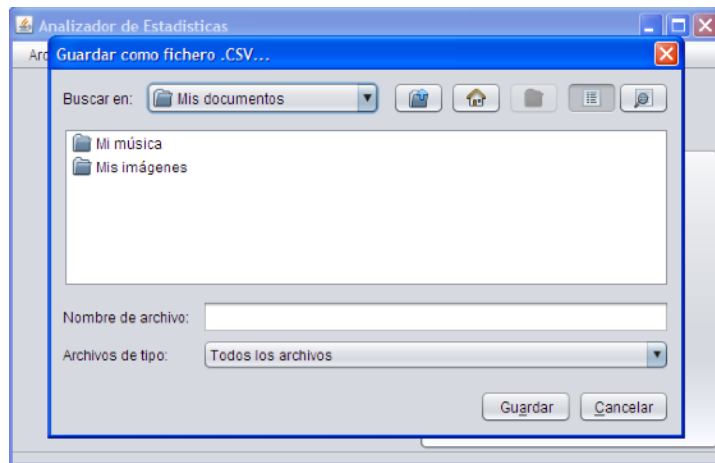 Analizador de Estadisticas
Arc
Guardar como fichero .CSV...
Buscar en: Mis documentos
Mi música
Mis imágenes
Nombre de archivo:
Archivos de tipo: Todos los archivos
Guardar Cancelar